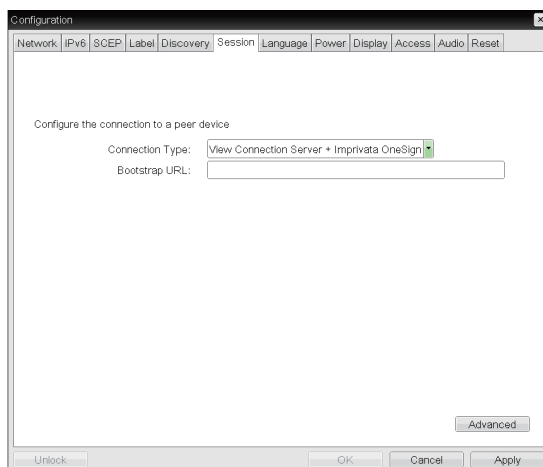 Configuration
Network IPv6 SCEP Label Discovery Session Language Power Display Access Audio Reset
Configure the connection to a peer device
Connection Type: View Connection Server + Imprivata OneSign
Bootstrap URL:
Advanced
Unlock OK Cancel Apply